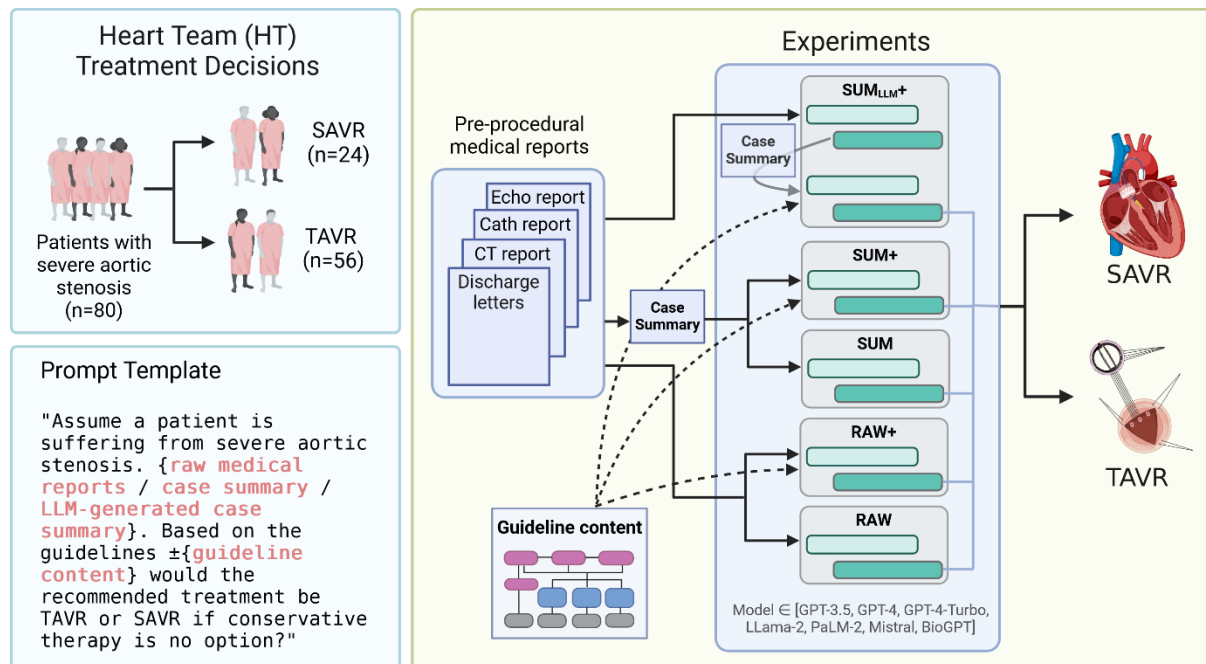 Heart Team (HT)
Treatment Decisions
SAVR
(n=24)
TAVR
(n=56)
Patients with
severe aortic
stenosis
(n=80)
Prompt Template
"Assume a patient is
suffering from severe aortic
stenosis. {raw medical
reports / case summary /
LLM-generated case
summary}. Based on the
guidelines ±{guideline
content} would the
recommended treatment be
TAVR or SAVR if conservative
therapy is no option?"
Experiments
Pre-procedural
medical reports
Echo report
Cath report
CT report
Discharge
letters
Case
Summary
Guideline content
SUMLLM+
Case
Summary
SUM+
SUM
RAW+
RAW
Model ∈ [GPT-3.5, GPT-4, GPT-4-Turbo,
LLama-2, PaLM-2, Mistral, BioGPT]
SAVR
TAVR